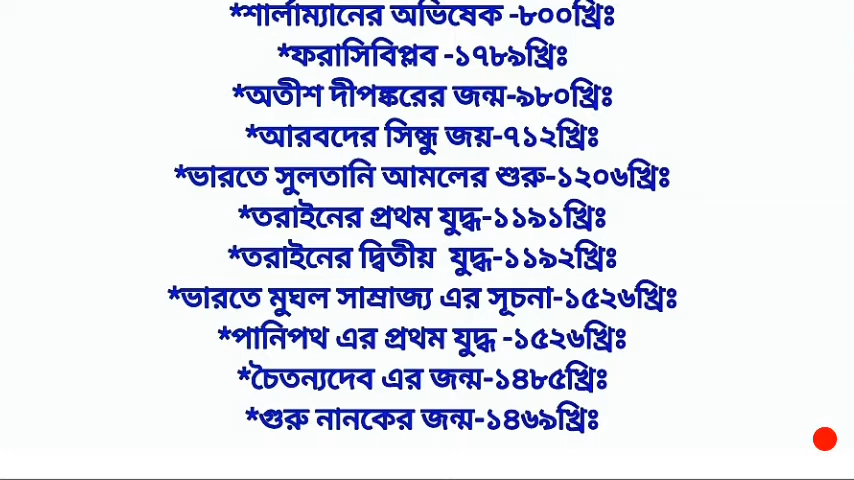 *শার্লাম্যানের অভিষেক -৮০০খ্রিঃ
*ফরাসিবিপ্লব -১৭৮৯খ্রিঃ
*অতীশ দীপঙ্করের জন্ম-৯৮০খ্রিঃ
*আরবদের সিন্ধু জয়-৭১২খ্রিঃ
*ভারতে সুলতানি আমলের শুরু-১২০৬খ্রিঃ
*তরাইনের প্রথম যুদ্ধ-১১৯১খ্রিঃ
*তরাইনের দ্বিতীয়  যুদ্ধ-১১৯২খ্রিঃ
*ভারতে মুঘল সাম্রাজ্য এর সূচনা-১৫২৬খ্রিঃ
*পানিপথ এর প্রথম যুদ্ধ -১৫২৬খ্রিঃ
*চৈতন্যদেব এর জন্ম-১৪৮৫খ্রিঃ
*গুরু নানকের জন্ম-১৪৬৯খ্রিঃ